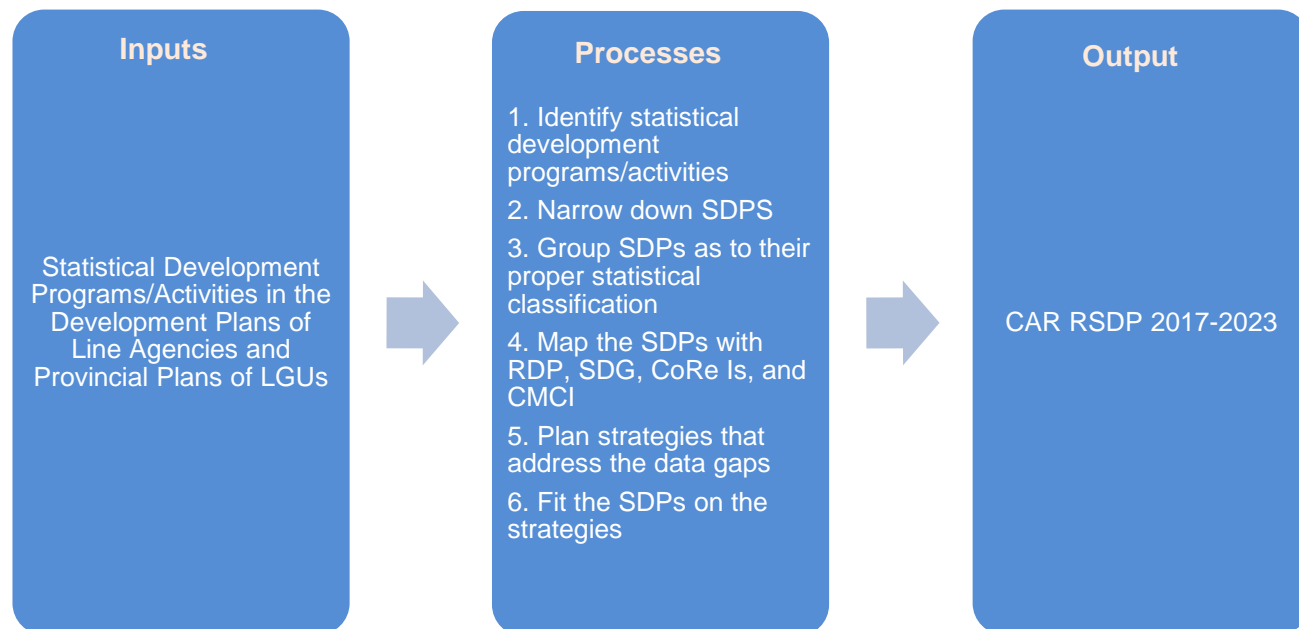 Inputs
Statistical Development
Programs/Activities in the
Development Plans of
Line Agencies and
Provincial Plans of LGUs
Processes
1. Identify statistical
development
programs/activities
2. Narrow down SDPS
3. Group SDPs as to their
proper statistical
classification
4. Map the SDPs with
RDP, SDG, CoRe Is, and
CMCI
5. Plan strategies that
address the data gaps
6. Fit the SDPs on the
strategies
Output
CAR RSDP 2017-2023